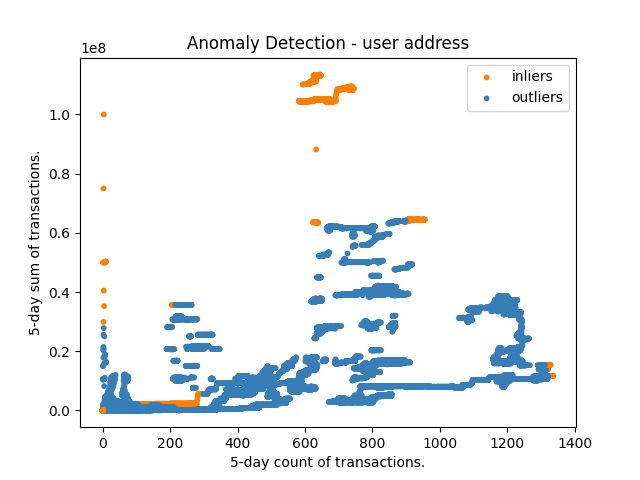 Anomaly Detection - user address
1e8
inliers
outliers
1.0
0.8
0.6
0.4
0.2
0.0
5-day sum of transactions.
0 200 400 600 800 1000 1200 1400
5-day count of transactions.